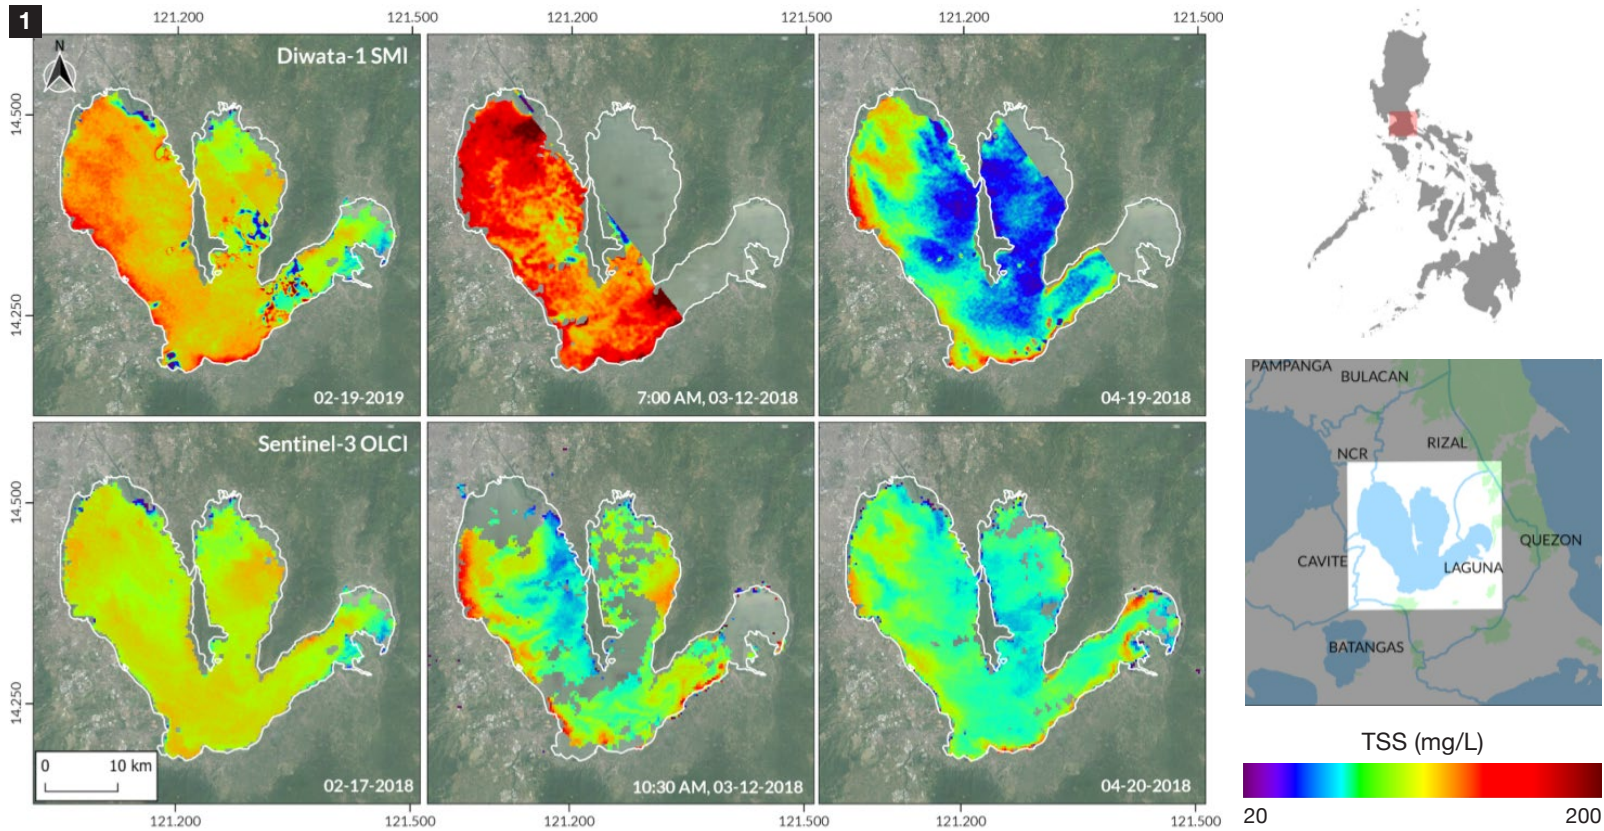 1
121.200
121.500
121.200
121.500
121.200
121.500
N
Diwata-1 SMI
14.500
14.250
02-19-2019
7:00 AM, 03-12-2018
04-19-2018
Sentinel-3 OLCI
14.500
14.250
0
10 km
02-17-2018
10:30 AM, 03-12-2018
04-20-2018
121.200
121.500
121.200
121.500
121.200
121.500
PAMPANGA
BULACAN
RIZAL
NCR
QUEZON
CAVITE
LAGUNA
BATANGAS
TSS (mg/L)
20
200